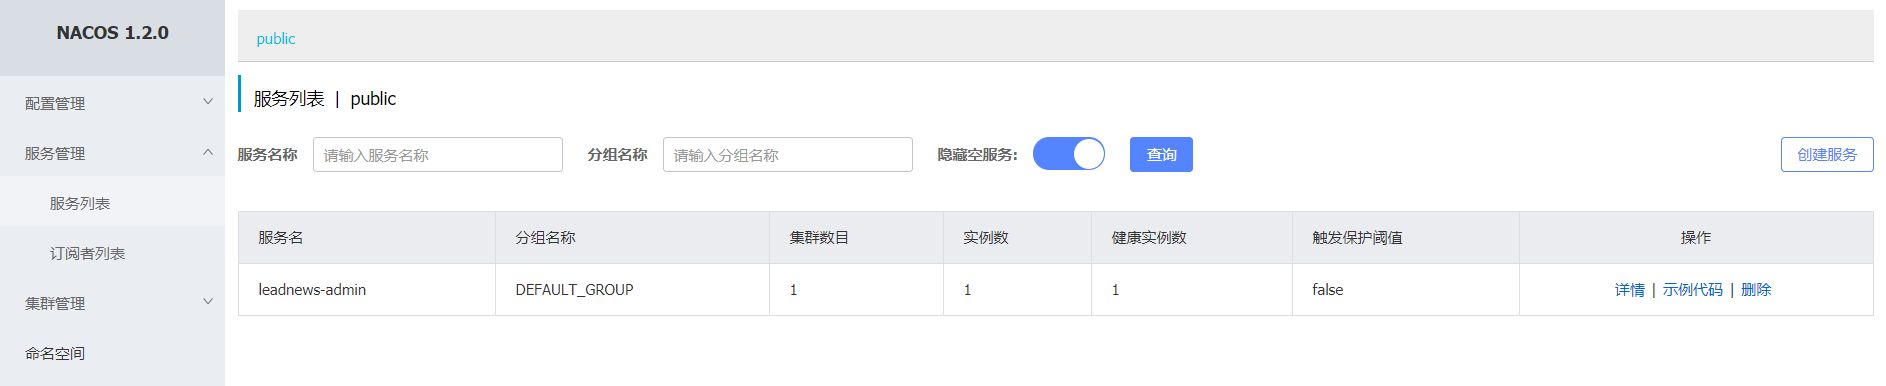 NACOS 1.2.0
配置管理
服务管理
服务列表
订阅者列表
集群管理
命名空间
public
服务列表 | public
服务名称 请输入服务名称 分组名称 请输入分组名称 隐藏空服务: 查询 创建服务
服务名 分组名称 集群数目 实例数 健康实例数 触发保护阈值 操作
leadnews-admin DEFAULT_GROUP 1 1 1 false 详情 | 示例代码 | 删除